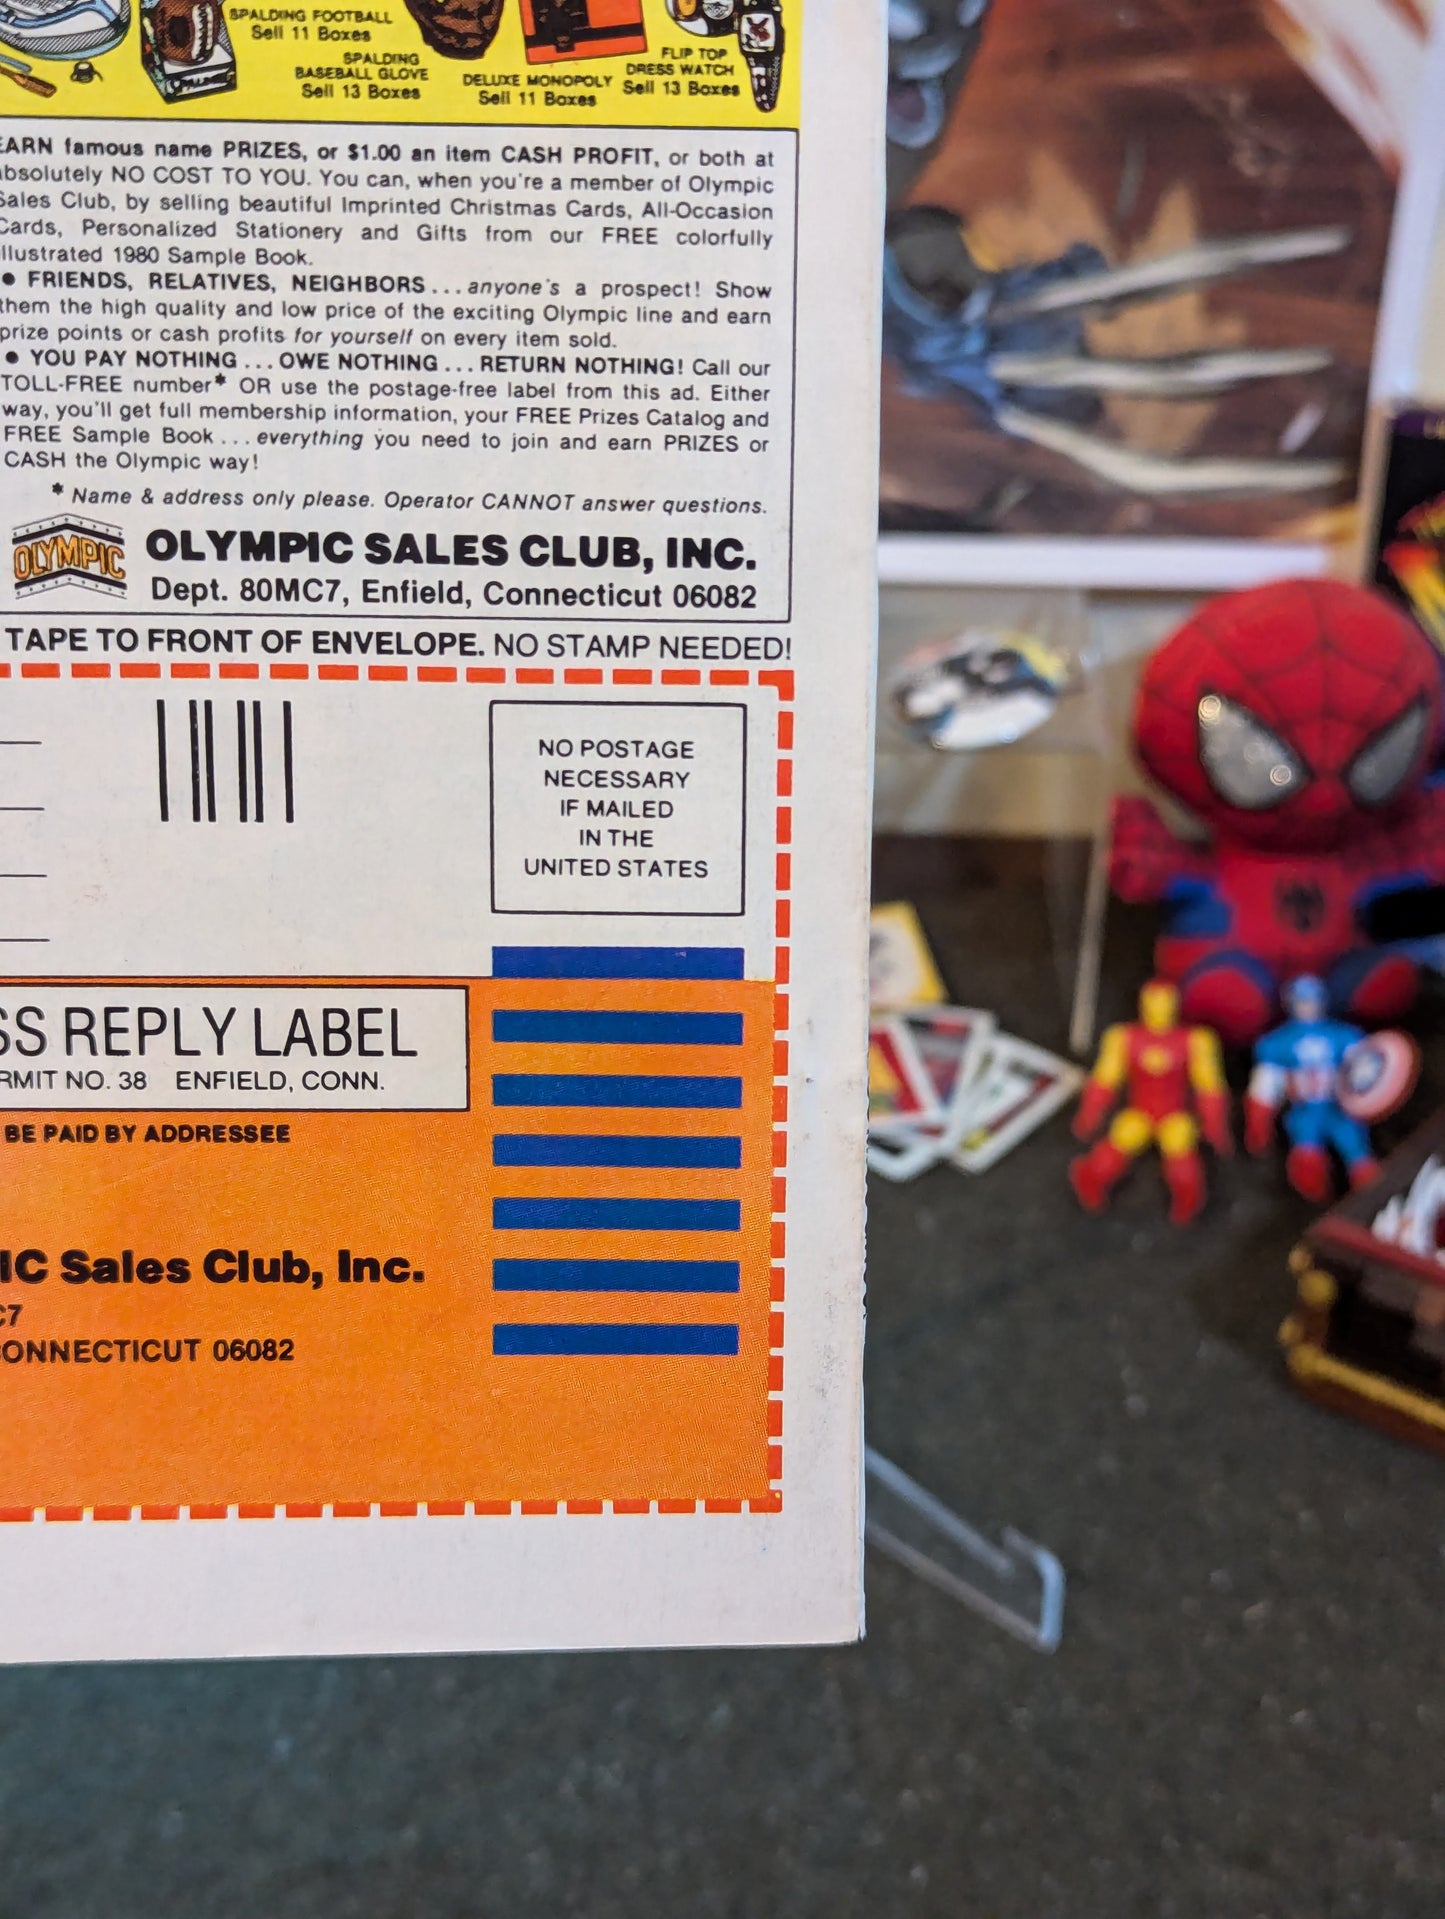 SPALDING FOOTBALL
Sell 11 Boxes
SPALDING
BASEBALL GLOVE
Sell 13 Boxes
DELUXE MONOPOLY
Sell 11 Boxes
FLIP TOP
DRESS WATCH
Sell 13 Boxes
EARN famous name PRIZES, or $1.00 an item CASH PROFIT, or both at
absolutely NO COST TO YOU. You can, when you're a member of Olympic
Sales Club, by selling beautiful Imprinted Christmas Cards, All-Occasion
Cards, Personalized Stationery and Gifts from our FREE colorfully
illustrated 1980 Sample Book.
• FRIENDS, RELATIVES, NEIGHBORS... anyone's a prospect! Show
them the high quality and low price of the exciting Olympic line and earn
prize points or cash profits for yourself on every item sold.
• YOU PAY NOTHING... OWE NOTHING... RETURN NOTHING! Call our
TOLL-FREE number* OR use the postage-free label from this ad. Either
way, you'll get full membership information, your FREE Prizes Catalog and
FREE Sample Book... everything you need to join and earn PRIZES or
CASH the Olympic way!
* Name & address only please. Operator CANNOT answer questions.
OLYMPIC
OLYMPIC SALES CLUB, INC.
Dept. 80MC7, Enfield, Connecticut 06082
TAPE TO FRONT OF ENVELOPE. NO STAMP NEEDED!
NO POSTAGE
NECESSARY
IF MAILED
IN THE
UNITED STATES
SS REPLY LABEL
RMIT NO. 38 ENFIELD, CONN.
BE PAID BY ADDRESSEE
IC Sales Club, Inc.
C7
ONNECTICUT 06082